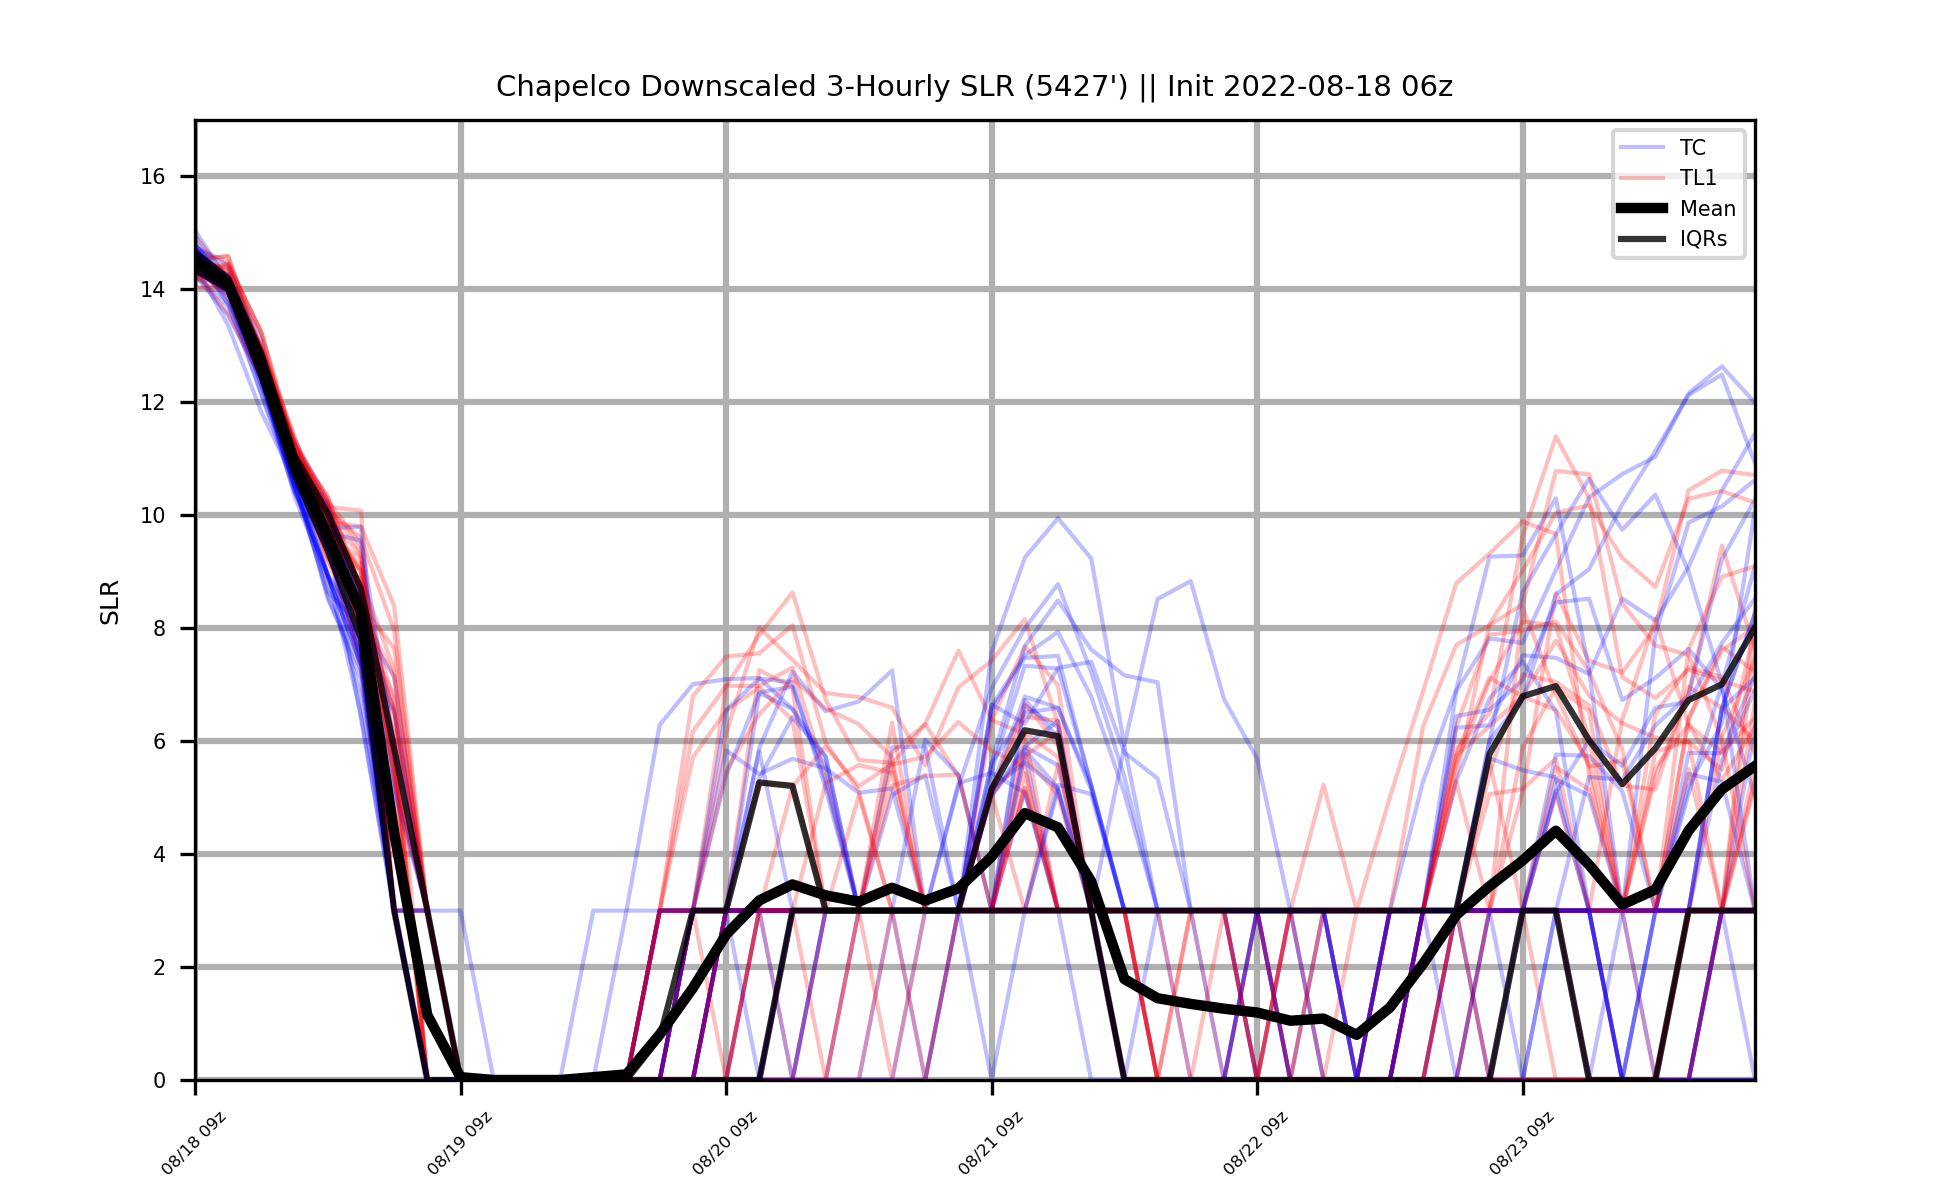 Chapelco Downscaled 3-Hourly SLR (5427') || Init 2022-08-18 06z
TC
TL1
Mean
IQRs
SLR
16
14
12
10
8
6
4
2
0
08/18 09z
08/19 09z
08/20 09z
08/21 09z
08/22 09z
08/23 09z